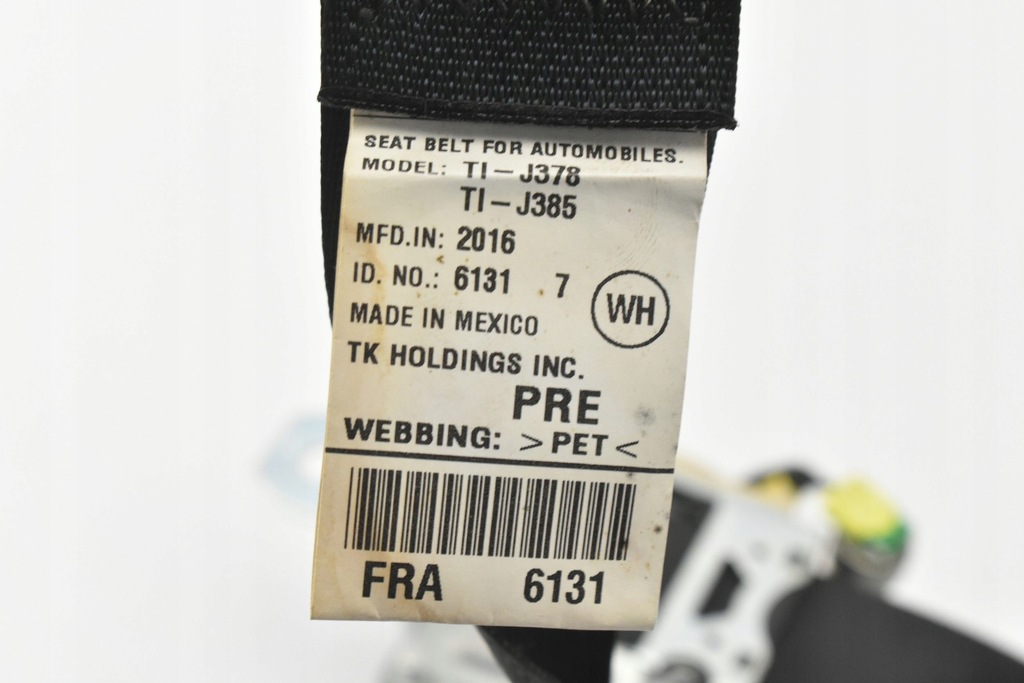 SEAT BELT FOR AUTOMOBILES.
MODEL: TI-J378
TI-J385
MFD.IN: 2016
ID. NO.: 6131 7
WH
MADE IN MEXICO
TK HOLDINGS INC.
PRE
WEBBING: >PET<
FRA 6131